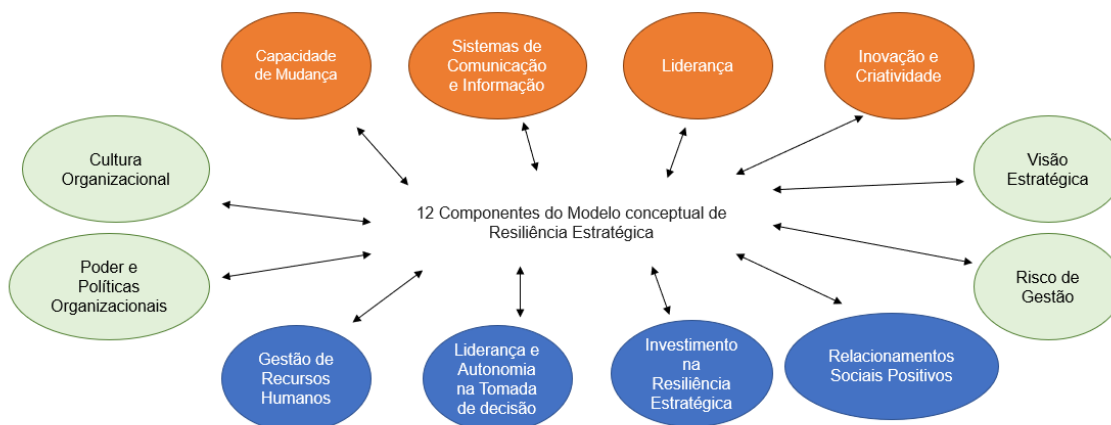 Capacidade
de Mudança
Sistemas de
Comunicação
e Informação
Liderança
Inovação e
Criatividade
Cultura
Organizacional
Visão
Estratégica
12 Componentes do Modelo conceptual de
Resiliência Estratégica
Poder e
Políticas
Organizacionais
Risco de
Gestão
Gestão de
Recursos
Humanos
Liderança e
Autonomia
na Tomada
de decisão
Investimento
na
Resiliência
Estratégica
Relacionamentos
Sociais Positivos